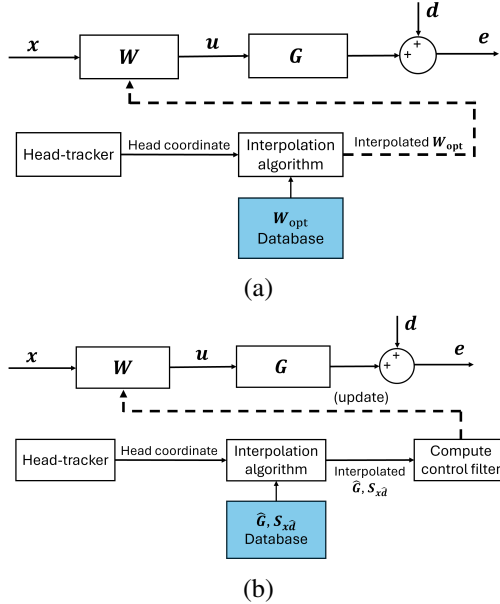 d
x
W
u
G
+
+
e
Head-tracker
Head coordinate
Interpolation
algorithm
Interpolated W_opt
W_opt
Database
(a)
d
x
W
u
G
+
+
e
(update)
Head-tracker
Head coordinate
Interpolation
algorithm
Interpolated
Ĝ, S_xd̂
Compute
control filter
Ĝ, S_xd̂
Database
(b)